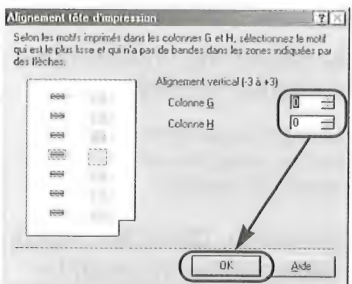 Alignement tête d'impression
Selon les motifs imprimés dans les colonnes G et H, sélectionnez le motif
qui est le plus lisse et qui n'a pas de bandes dans les zones indiquées par
des flèches.
Alignement vertical (-3 à +3)
Colonne G 0
Colonne H 0
OK Aide